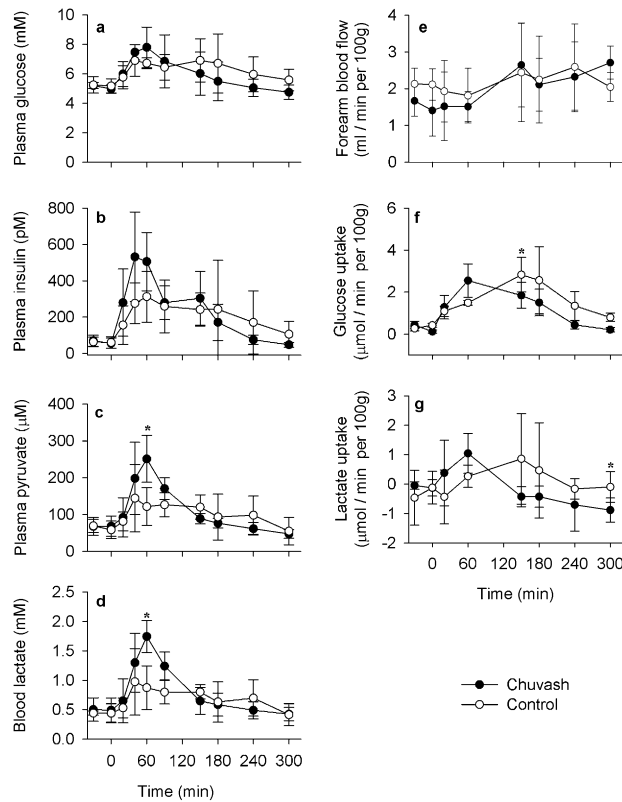 a
Plasma glucose (mM)
10
8
6
4
2
0
b
Plasma insulin (pM)
800
600
400
200
0
c
Plasma pyruvate (μM)
400
300
200
100
0
*
d
Blood lactate (mM)
2.5
2.0
1.5
1.0
0.5
0.0
*
0 60 120 180 240 300
Time (min)
e
Forearm blood flow
(ml / min per 100g)
5
4
3
2
1
0
f
Glucose uptake
(μmol / min per 100g)
6
4
2
0
*
g
Lactate uptake
(μmol / min per 100g)
3
2
1
0
-1
-2
*
0 60 120 180 240 300
Time (min)
Chuvash
Control